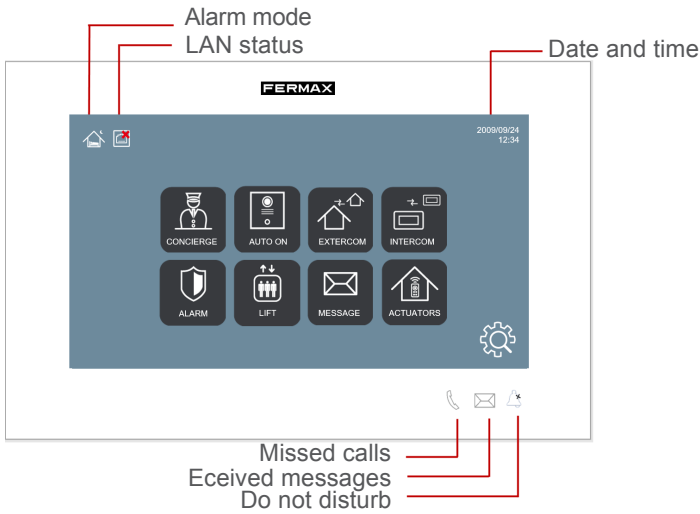 Alarm mode
LAN status
Date and time
FERMAX
2009/09/24
12:34
CONCIERGE
AUTO ON
EXTERCOM
INTERCOM
ALARM
LIFT
MESSAGE
ACTUATORS
Missed calls
Eceived messages
Do not disturb